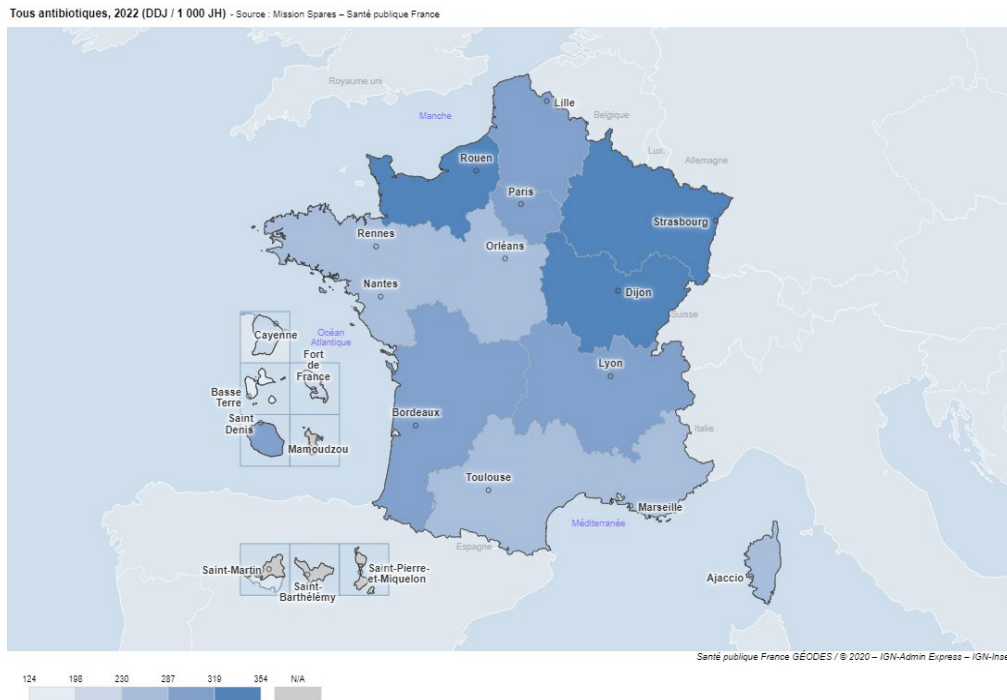 Tous antibiotiques, 2022 (DDJ / 1 000 JH) - Source : Mission Spares – Santé publique France
Royaume uni
Lille
Manche
Belgique
Rouen
Lux.
Allemagne
Paris
Strasbourg
Rennes
Orléans
Nantes
Dijon
Suisse
Cayenne
Océan
Atlantique
Fort
de
France
Lyon
Basse
Terre
Bordeaux
Saint
Denis
Mamoudzou
Italie
Toulouse
Marseille
Méditerranée
Espagne
Saint-Martin
Saint-
Barthélémy
Saint-Pierre-
et-Miquelon
Ajaccio
Santé publique France GÉODES / © 2020 – IGN-Admin Express – IGN-Inse
124 198 230 287 319 354 N/A